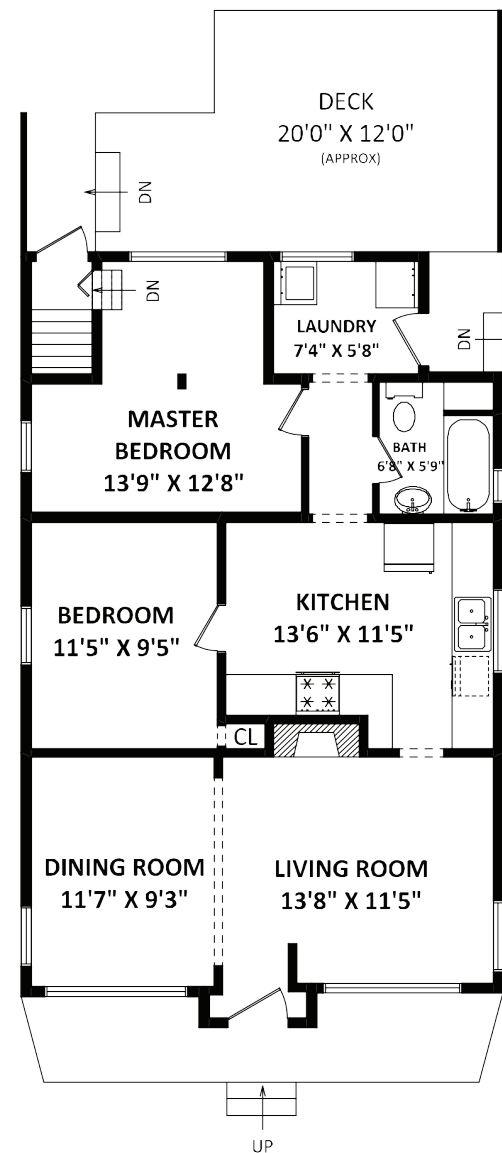 DECK
20'0" X 12'0"
(APPROX)
DN
DN
LAUNDRY
7'4" X 5'8"
DN
MASTER
BEDROOM
13'9" X 12'8"
BATH
6'8" X 5'9"
BEDROOM
11'5" X 9'5"
KITCHEN
13'6" X 11'5"
CL
DINING ROOM
11'7" X 9'3"
LIVING ROOM
13'8" X 11'5"
UP